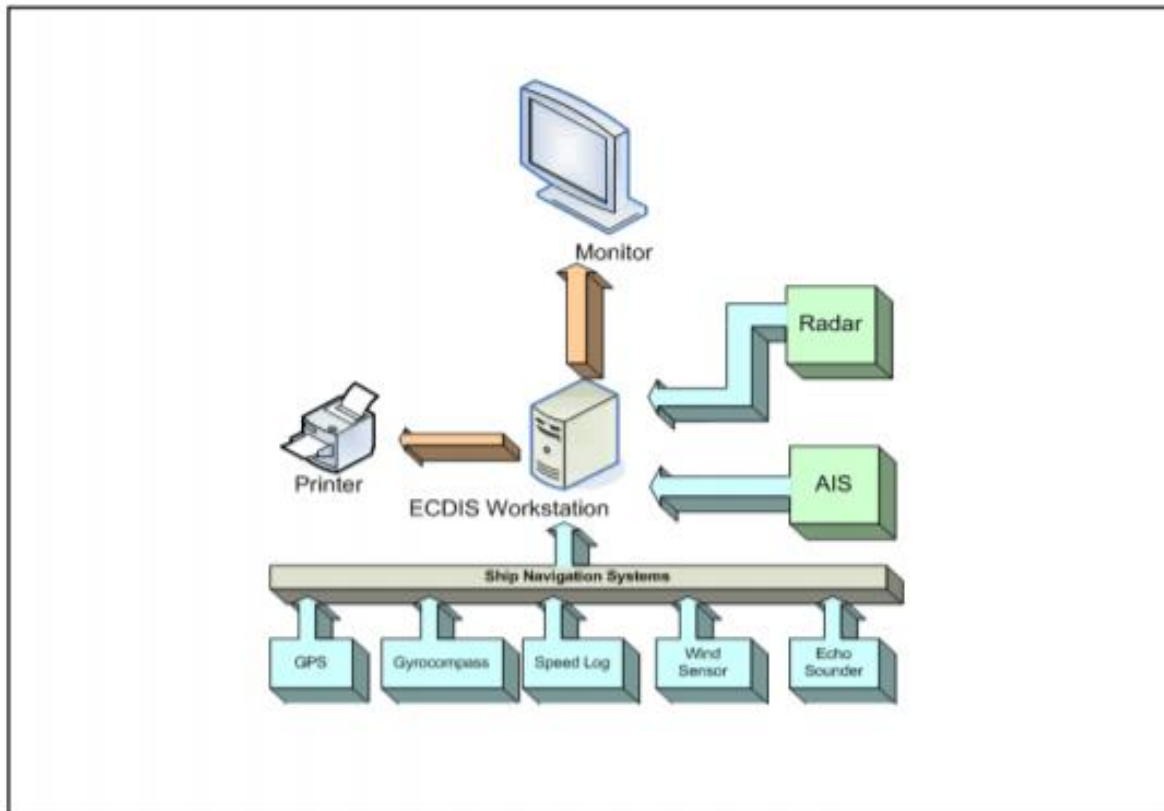 Monitor
Radar
Printer
AIS
ECDIS Workstation
Ship Navigation Systems
GPS
Gyrocompass
Speed Log
Wind
Sensor
Echo
Sounder